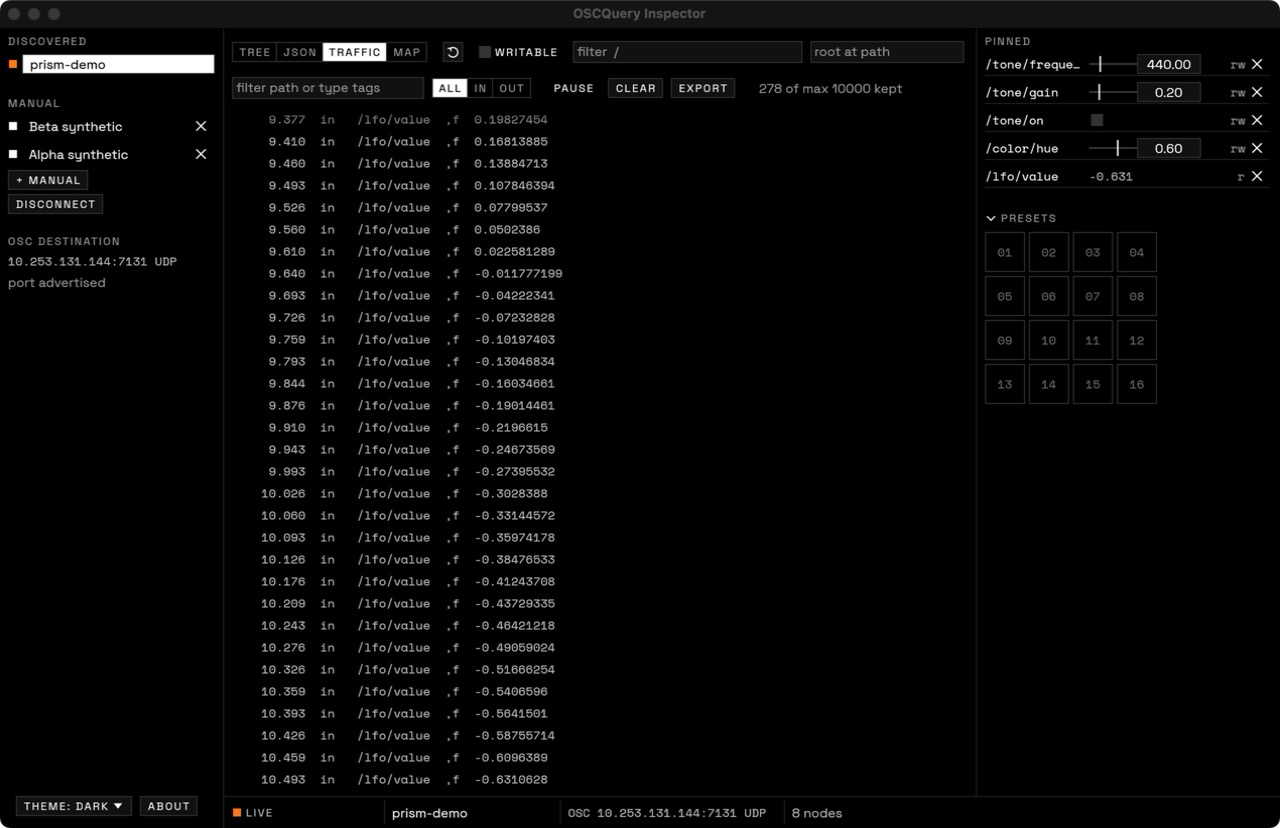 OSCQuery Inspector
DISCOVERED
prism-demo
MANUAL
Beta synthetic
Alpha synthetic
+ MANUAL
DISCONNECT
OSC DESTINATION
10.253.131.144:7131 UDP
port advertised
THEME: DARK
ABOUT
TREE JSON TRAFFIC MAP WRITABLE filter / root at path
filter path or type tags ALL IN OUT PAUSE CLEAR EXPORT 278 of max 10000 kept
9.377 in /lfo/value ,f 0.19827454
9.410 in /lfo/value ,f 0.16813885
9.460 in /lfo/value ,f 0.13884713
9.493 in /lfo/value ,f 0.107846394
9.526 in /lfo/value ,f 0.07799537
9.560 in /lfo/value ,f 0.0502386
9.610 in /lfo/value ,f 0.022581289
9.640 in /lfo/value ,f -0.011777199
9.693 in /lfo/value ,f -0.04222341
9.726 in /lfo/value ,f -0.07232828
9.759 in /lfo/value ,f -0.10197403
9.793 in /lfo/value ,f -0.13046834
9.844 in /lfo/value ,f -0.16034661
9.876 in /lfo/value ,f -0.19014461
9.910 in /lfo/value ,f -0.2196615
9.943 in /lfo/value ,f -0.24673569
9.993 in /lfo/value ,f -0.27395532
10.026 in /lfo/value ,f -0.3028388
10.060 in /lfo/value ,f -0.33144572
10.093 in /lfo/value ,f -0.35974178
10.126 in /lfo/value ,f -0.38476533
10.176 in /lfo/value ,f -0.41243708
10.209 in /lfo/value ,f -0.43729335
10.243 in /lfo/value ,f -0.46421218
10.276 in /lfo/value ,f -0.49059024
10.326 in /lfo/value ,f -0.51666254
10.359 in /lfo/value ,f -0.5406596
10.393 in /lfo/value ,f -0.5641501
10.426 in /lfo/value ,f -0.58755714
10.459 in /lfo/value ,f -0.6096389
10.493 in /lfo/value ,f -0.6310628
PINNED
/tone/freque… 440.00 rw
/tone/gain 0.20 rw
/tone/on rw
/color/hue 0.60 rw
/lfo/value -0.631 r
PRESETS
01 02 03 04
05 06 07 08
09 10 11 12
13 14 15 16
LIVE prism-demo OSC 10.253.131.144:7131 UDP 8 nodes